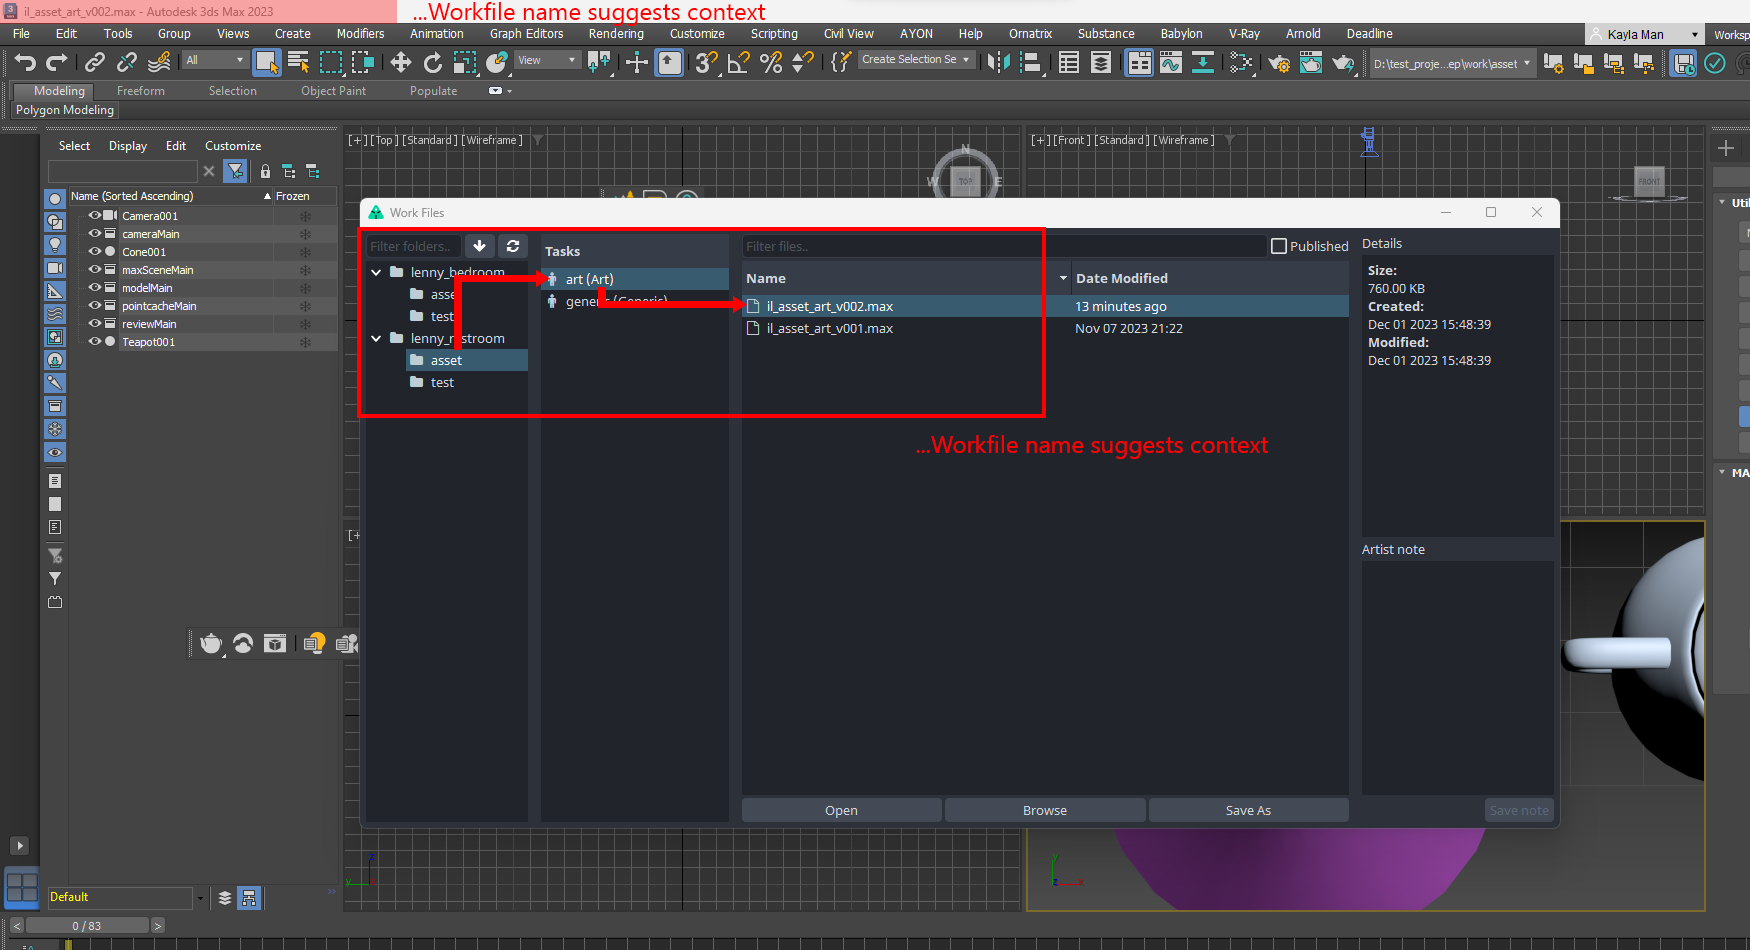 il_asset_art_v002.max - Autodesk 3ds Max 2023
...Workfile name suggests context
File Edit Tools Group Views Create Modifiers Animation Graph Editors Rendering Customize Scripting Civil View AYON Help Ornatrix Substance Babylon V-Ray Arnold Deadline Kayla Man Worksp
All View Create Selection Se D:\test_proje...ep\work\asset
Modeling Freeform Selection Object Paint Populate
Polygon Modeling
Select Display Edit Customize
Name (Sorted Ascending) Frozen
Camera001
cameraMain
Cone001
maxSceneMain
modelMain
pointcacheMain
reviewMain
Teapot001
[+] [Top] [Standard] [Wireframe]
N
W TOP E
[+] [Front] [Standard] [Wireframe]
FRONT
Work Files
Filter folders..
lenny_bedroom
asse
test
asset
test
Tasks
art (Art)
Filter files..
Published
Name Date Modified
il_asset_art_v002.max 13 minutes ago
il_asset_art_v001.max Nov 07 2023 21:22
...Workfile name suggests context
Details
Size:
760.00 KB
Created:
Dec 01 2023 15:48:39
Modified:
Dec 01 2023 15:48:39
Artist note
Open Browse Save As Save note
Util
MA
[+
Default
z
y
y
z x
< 0 / 83 >